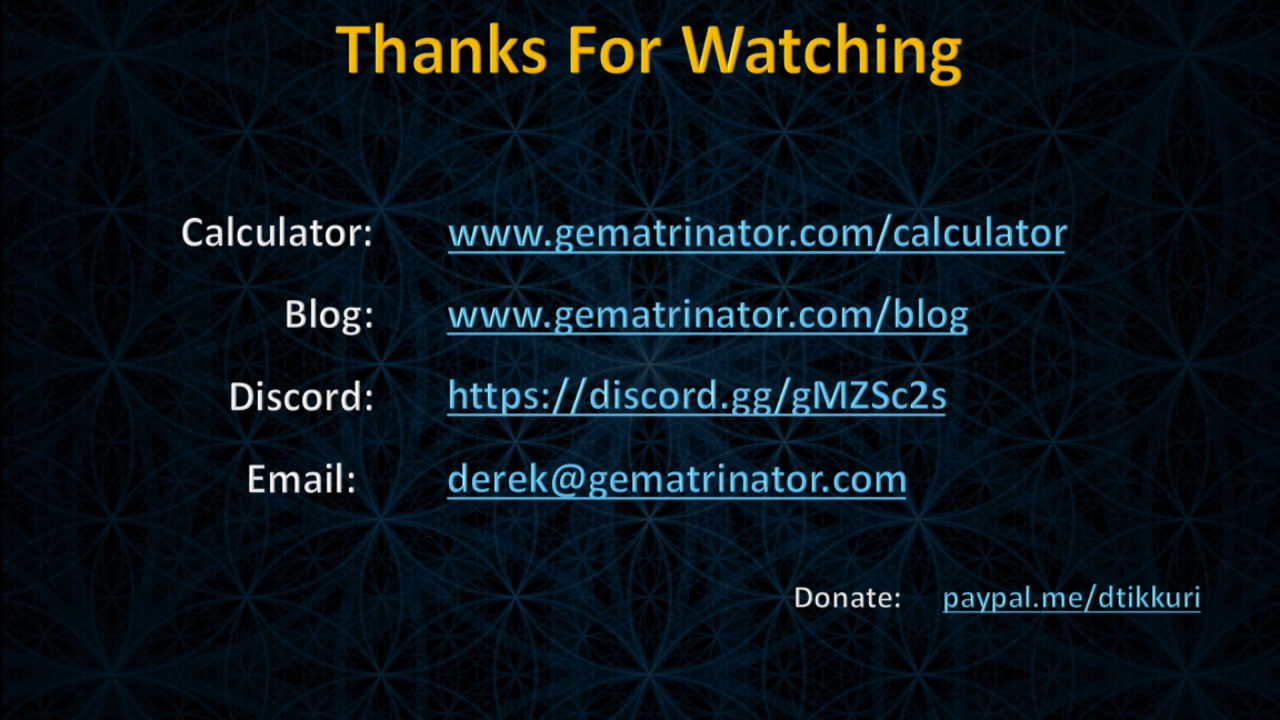 Thanks For Watching
Calculator: www.gematrinator.com/calculator
Blog: www.gematrinator.com/blog
Discord: https://discord.gg/gMZSc2s
Email: derek@gematrinator.com
Donate: paypal.me/dtikkuri